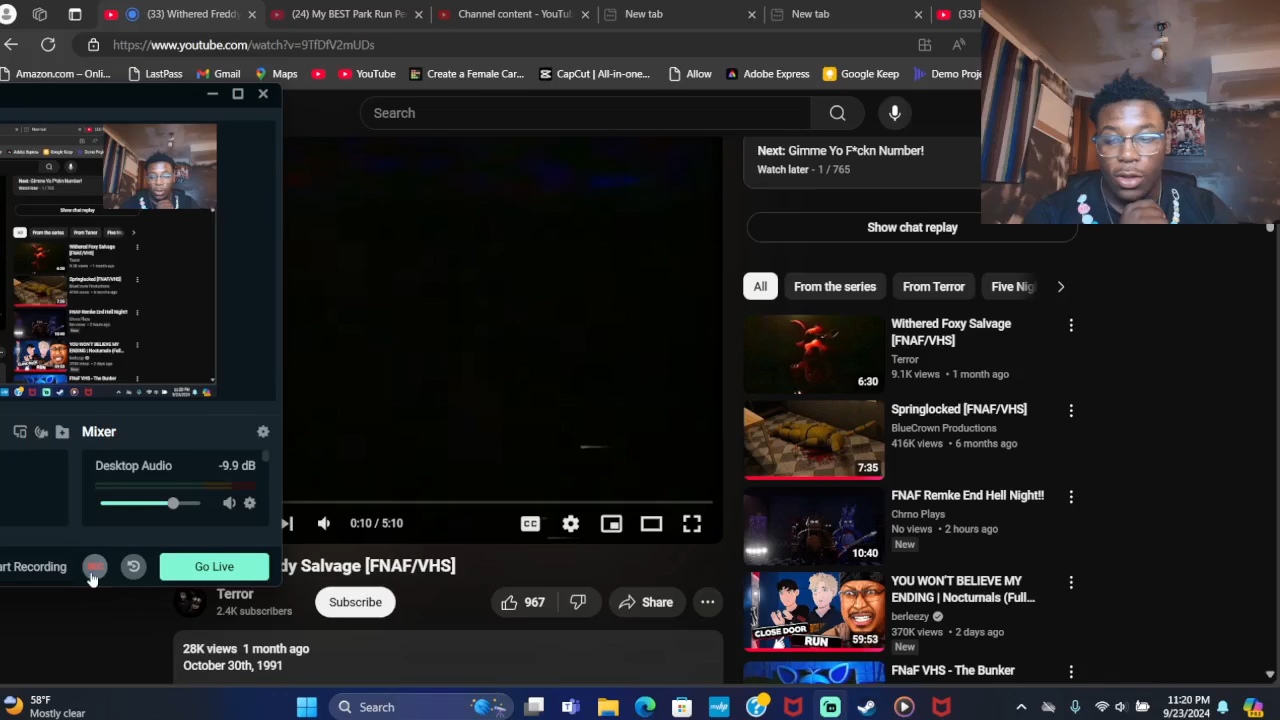 (33) Withered Fredd
(24) My BEST Park Run Pe
Channel content - YouTu
New tab
New tab
(33) F
https://www.youtube.com/watch?v=9TfDfV2mUDs
Amazon.com – Onli...
LastPass
Gmail
Maps
YouTube
Create a Female Car...
CapCut | All-in-one...
Allow
Adobe Express
Google Keep
Demo Proje
Search
Next: Gimme Yo F*ckn Number!
Watch later - 1 / 765
Show chat replay
All
From the series
From Terror
Five Nig
Withered Foxy Salvage
[FNAF/VHS]
Terror
9.1K views • 1 month ago
6:30
Springlocked [FNAF/VHS]
BlueCrown Productions
416K views • 6 months ago
7:35
FNAF Remke End Hell Night!!
Chrno Plays
No views • 2 hours ago
New
10:40
YOU WON'T BELIEVE MY
ENDING | Nocturnals (Full...
berleezy
370K views • 2 days ago
New
CLOSE DOOR
RUN
59:53
FNaF VHS - The Bunker
Mixer
Desktop Audio
-9.9 dB
art Recording
REC
Go Live
CC
0:10 / 5:10
dy Salvage [FNAF/VHS]
Terror
2.4K subscribers
Subscribe
967
Share
28K views 1 month ago
October 30th, 1991
58°F
Mostly clear
Search
11:20 PM
9/23/2024